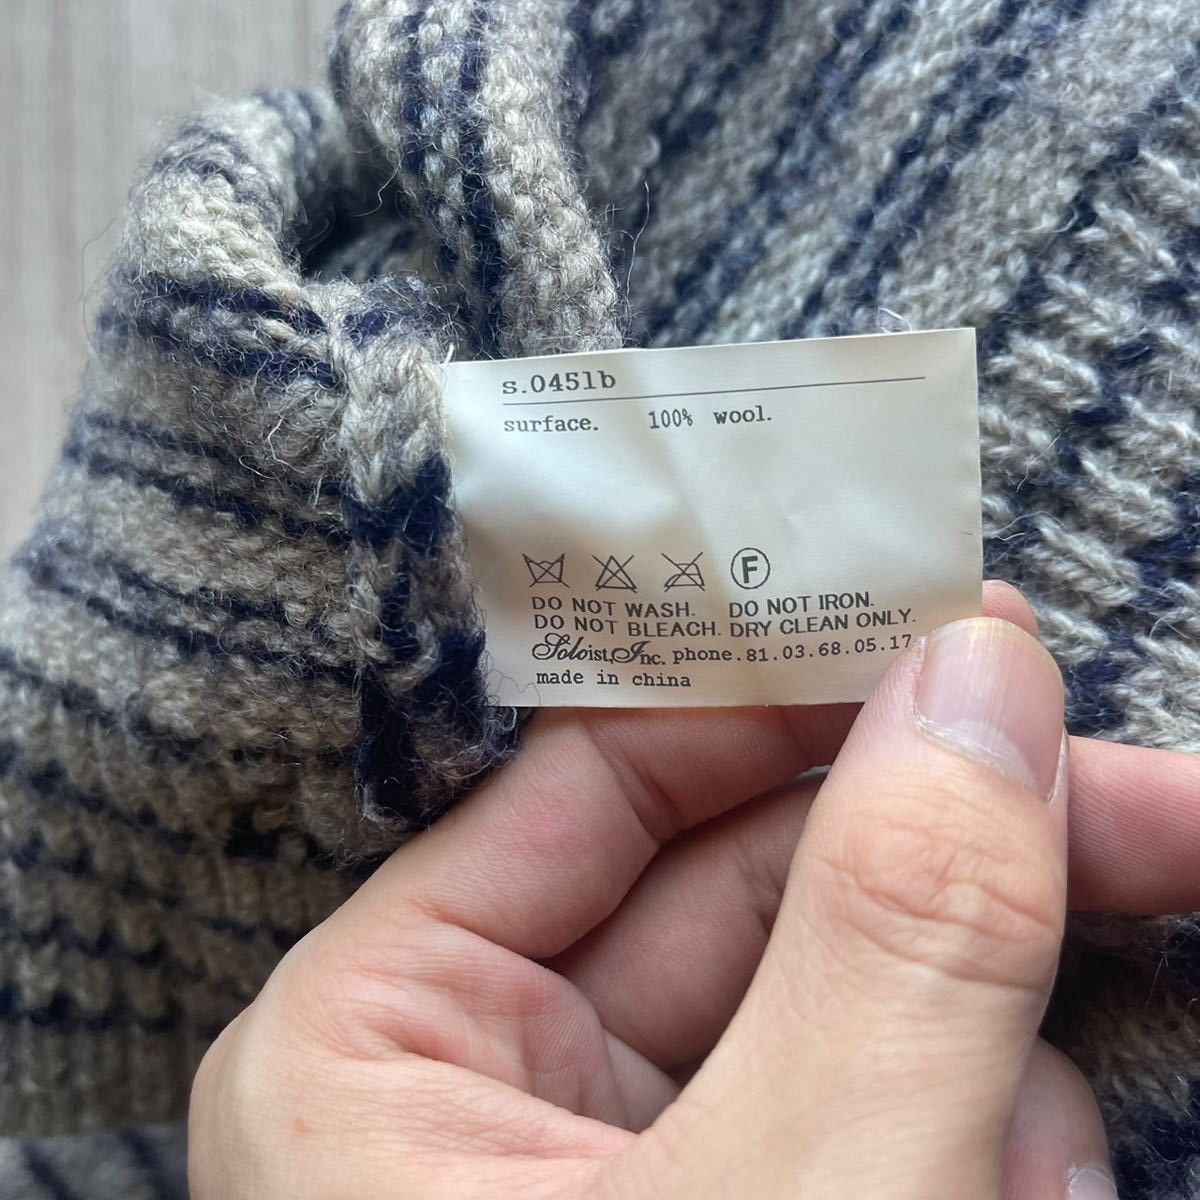 s.0451b
surface. 100% wool.
F
DO NOT WASH. DO NOT IRON.
DO NOT BLEACH. DRY CLEAN ONLY.
Soloist,Inc. phone.81.03.68.05.17
made in china